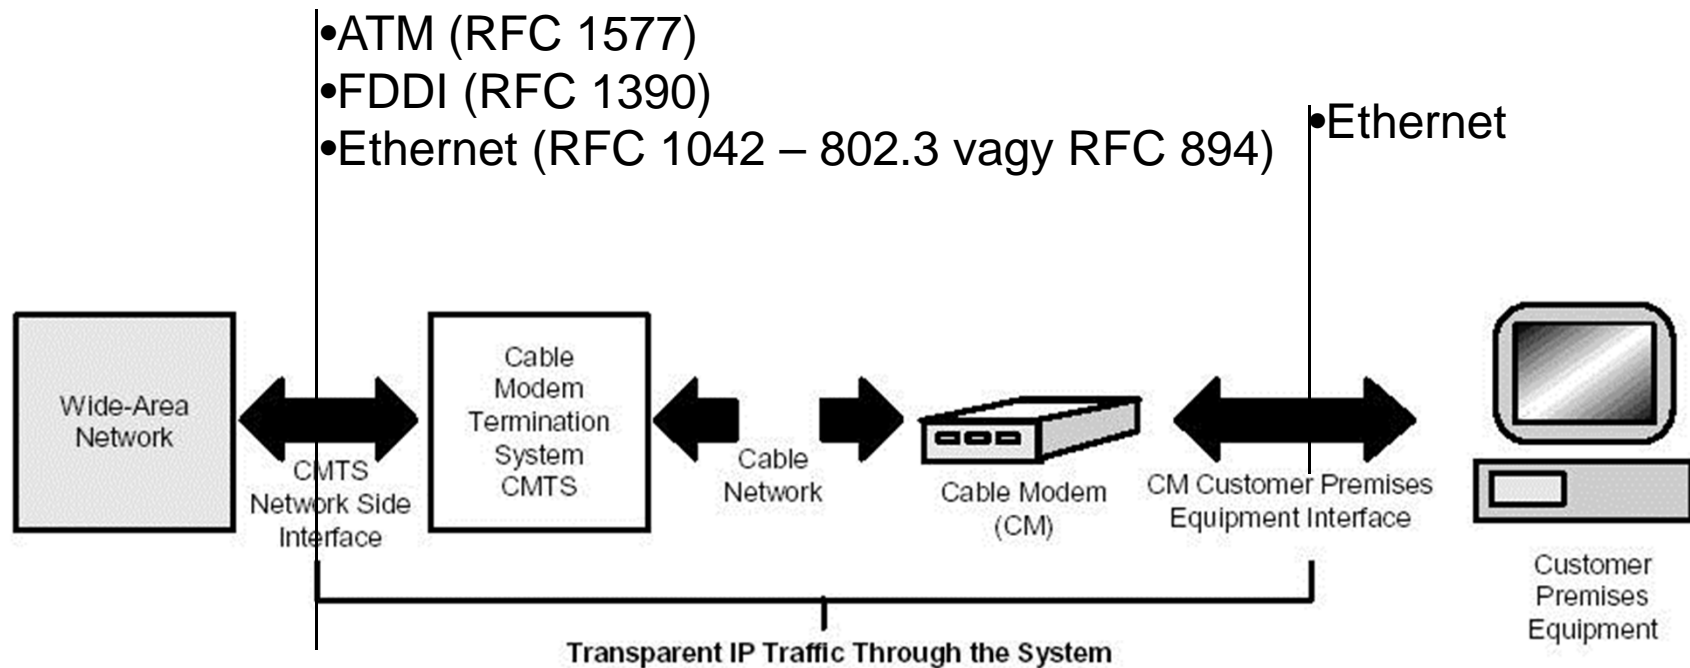 •ATM (RFC 1577)
•FDDI (RFC 1390)
•Ethernet (RFC 1042 – 802.3 vagy RFC 894)
•Ethernet
Wide-Area
Network
CMTS
Network Side
Interface
Cable
Modem
Termination
System
CMTS
Cable
Network
Cable Modem
(CM)
CM Customer Premises
Equipment Interface
Customer
Premises
Equipment
Transparent IP Traffic Through the System